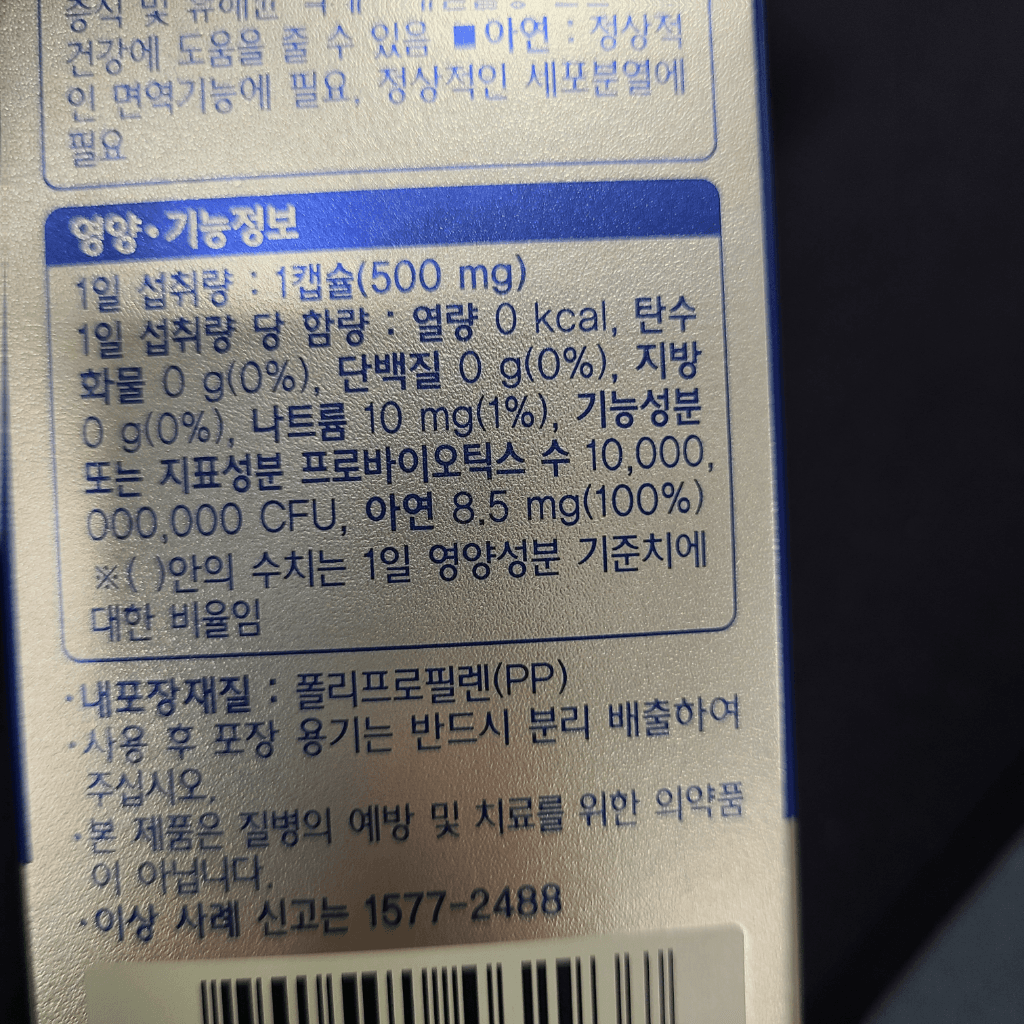 증식 및 유해균
건강에 도움을 줄 수 있음 ■아연 : 정상적
인 면역기능에 필요, 정상적인 세포분열에
필요
영양·기능정보
1일 섭취량 : 1캡슐(500 mg)
1일 섭취량 당 함량 : 열량 0 kcal, 탄수
화물 0 g(0%), 단백질 0 g(0%), 지방
0 g(0%), 나트륨 10 mg(1%), 기능성분
또는 지표성분 프로바이오틱스 수 10,000,
000,000 CFU, 아연 8.5 mg(100%)
※( )안의 수치는 1일 영양성분 기준치에
대한 비율임
·내포장재질 : 폴리프로필렌(PP)
·사용 후 포장 용기는 반드시 분리 배출하여
주십시오.
·본 제품은 질병의 예방 및 치료를 위한 의약품
이 아닙니다.
·이상 사례 신고는 1577-2488